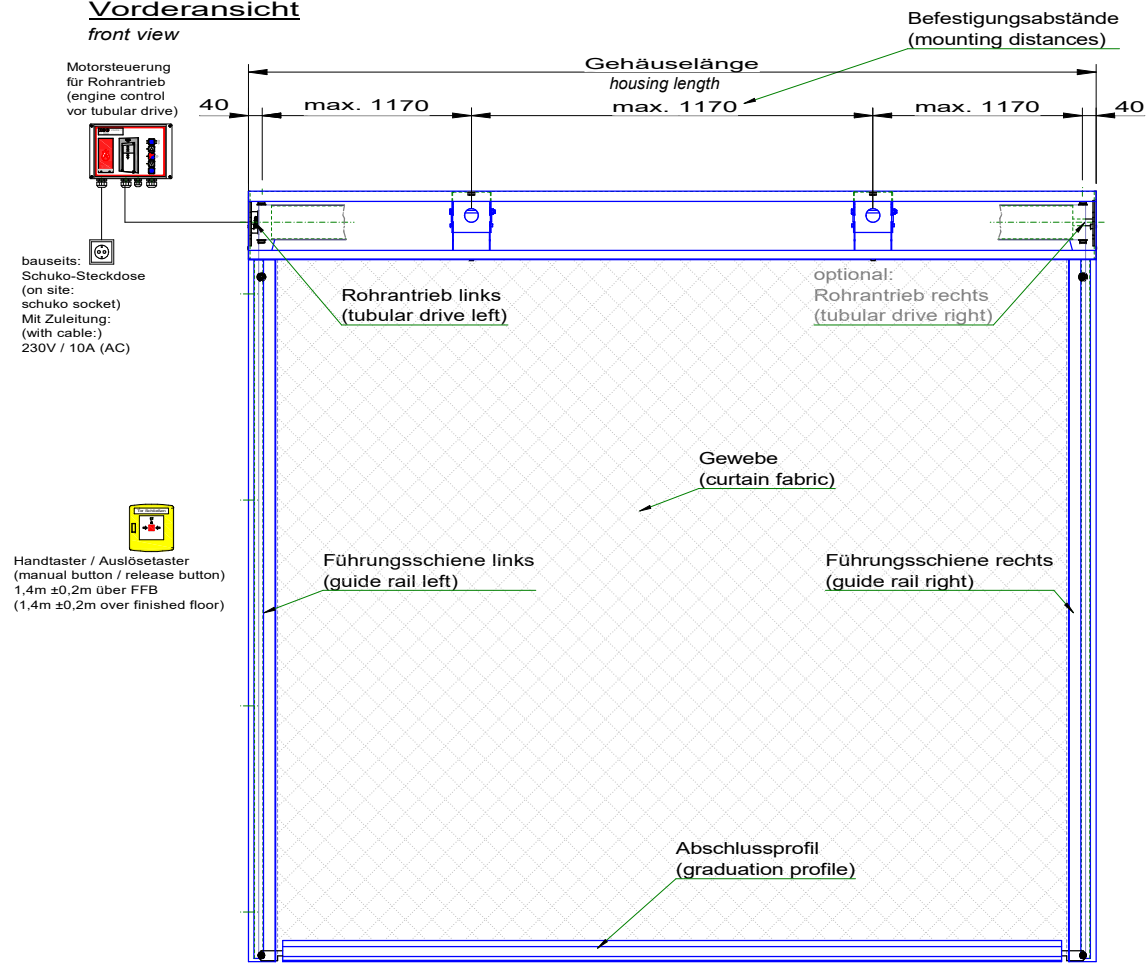 Vorderansicht
front view
Befestigungsabstände
(mounting distances)
Gehäuselänge
housing length
40
max. 1170
max. 1170
max. 1170
40
Motorsteuerung
für Rohrantrieb
(engine control
vor tubular drive)
bauseits:
Schuko-Steckdose
(on site:
schuko socket)
Mit Zuleitung:
(with cable:)
230V / 10A (AC)
Rohrantrieb links
(tubular drive left)
optional:
Rohrantrieb rechts
(tubular drive right)
Gewebe
(curtain fabric)
Handtaster / Auslösetaster
(manual button / release button)
1,4m ±0,2m über FFB
(1,4m ±0,2m over finished floor)
Führungsschiene links
(guide rail left)
Führungsschiene rechts
(guide rail right)
Abschlussprofil
(graduation profile)